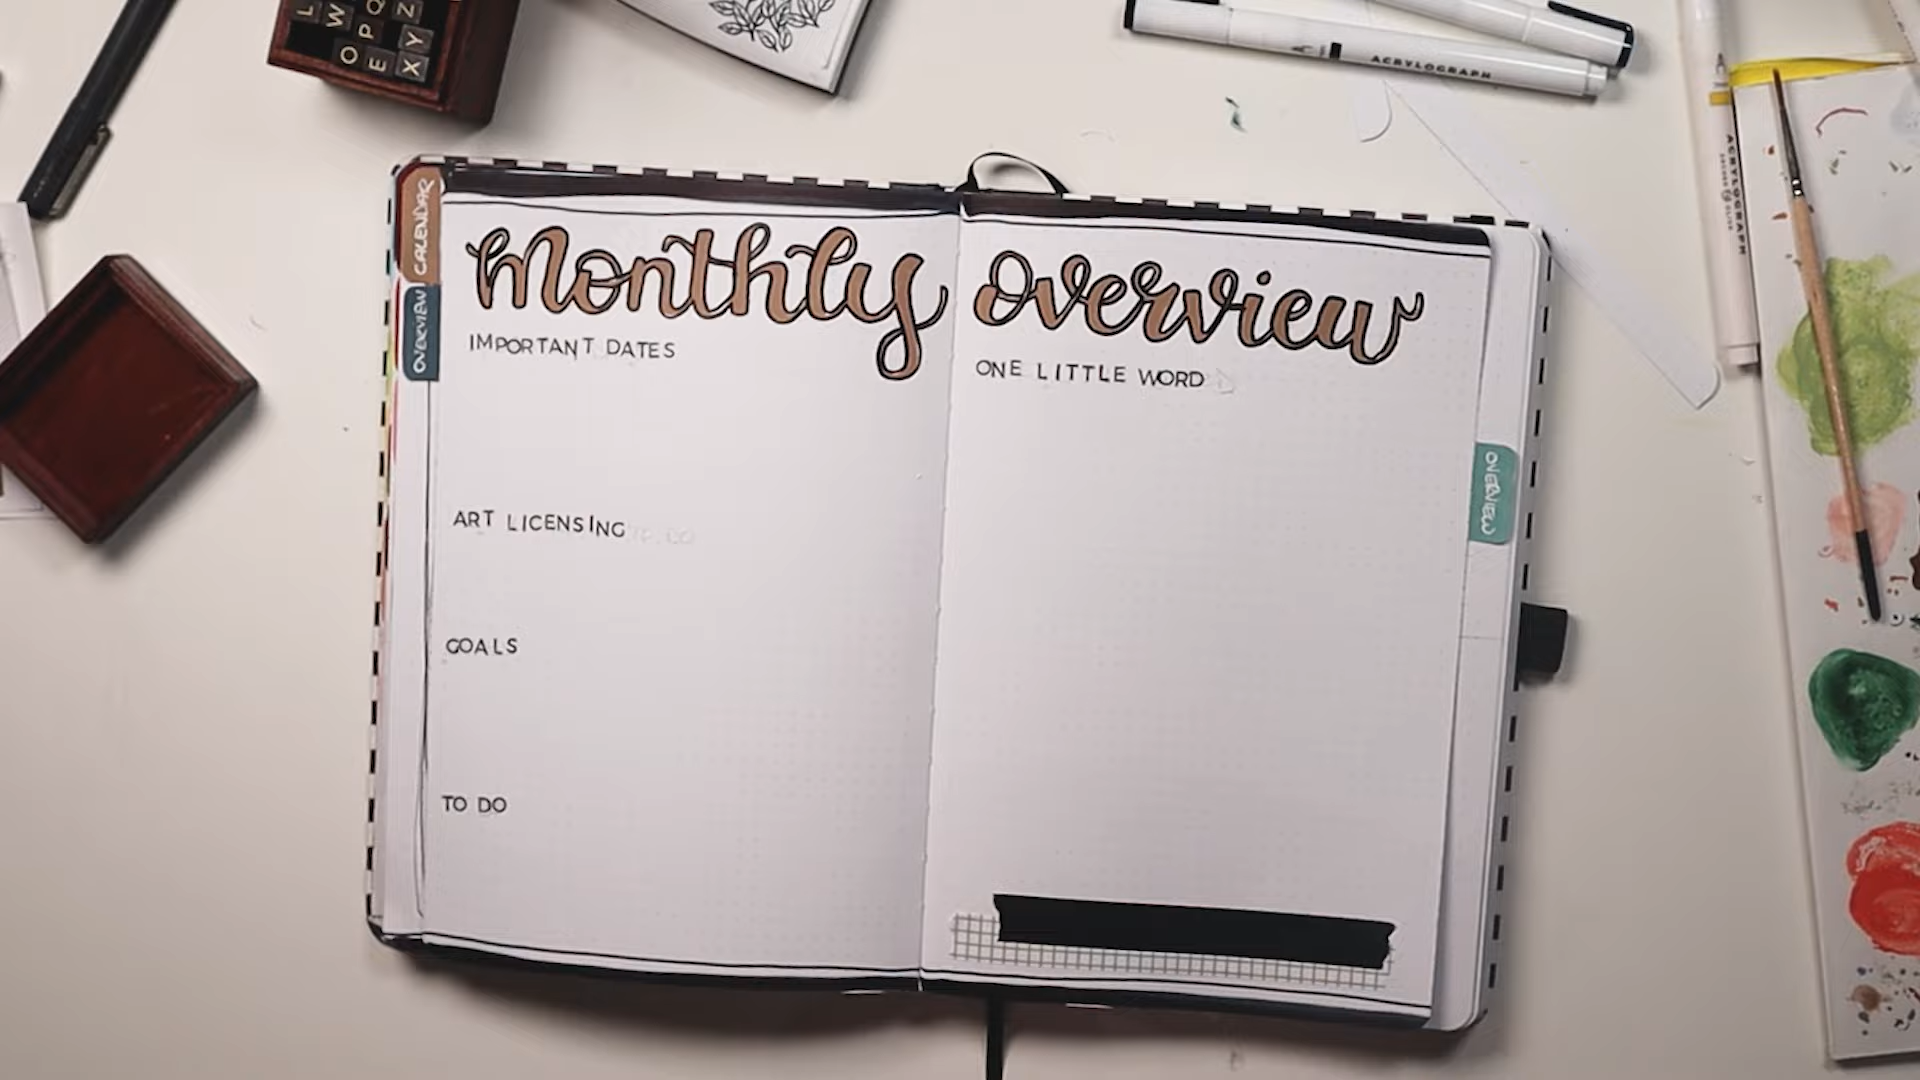 L W
O P Q
E
X Y Z
ACRYLOGRAPH
ACRYLOGRAPH
CALENDAR
OVERVIEW
monthly overview
IMPORTANT DATES
ONE LITTLE WORD
OVERVIEW
ART LICENSING
GOALS
TO DO